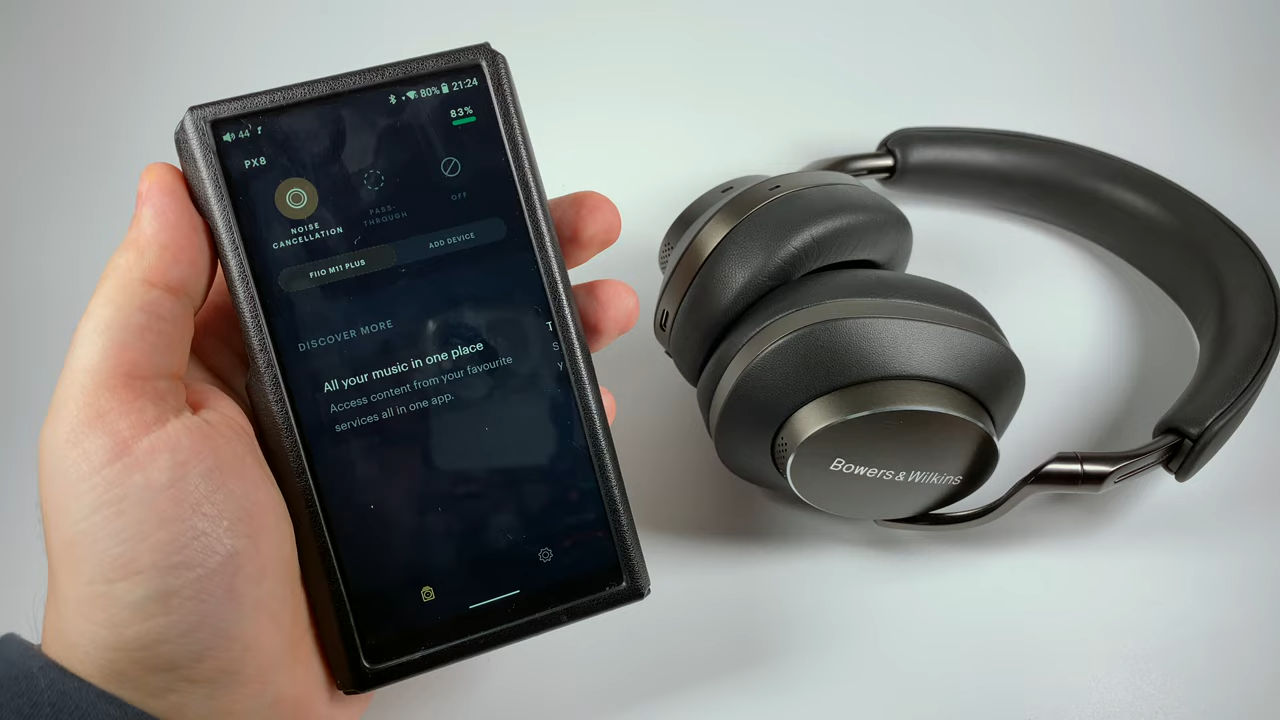 44
80% 21:24
83%
PX8
NOISE
CANCELLATION
PASS-
THROUGH
OFF
FIIO M11 PLUS
ADD DEVICE
DISCOVER MORE
All your music in one place
Access content from your favourite
services all in one app.
T
S
y
Bowers & Wilkins